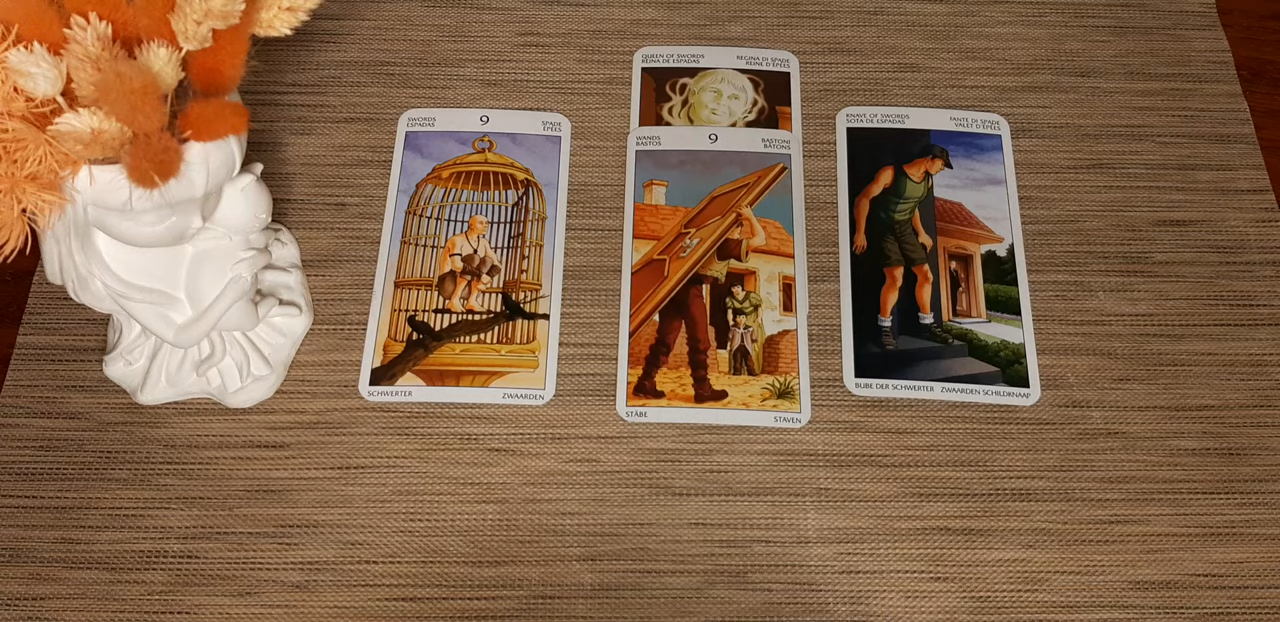 SWORDS
ESPADAS
9
SPADE
ÉPÉES
SCHWERTER
ZWAARDEN
QUEEN OF SWORDS
REINA DE ESPADAS
REGINA DI SPADE
REINE D'ÉPÉES
WANDS
BASTOS
9
BASTONI
BÂTONS
STÄBE
STAVEN
KNAVE OF SWORDS
SOTA DE ESPADAS
FANTE DI SPADE
VALET D'ÉPÉES
BUBE DER SCHWERTER
ZWAARDEN SCHILDKNAAP